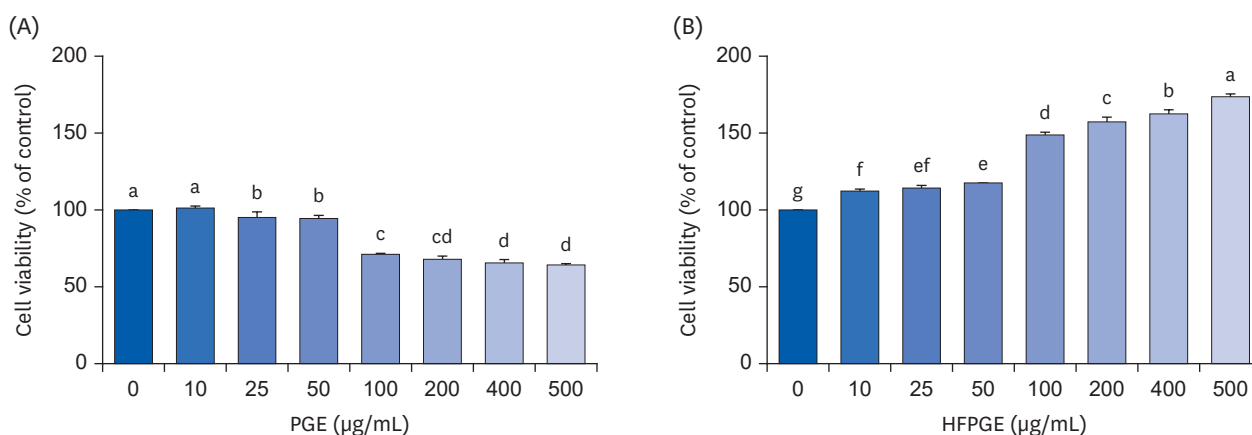 (A)
Cell viability (% of control)
200
150
100
50
0
a a b b c cd d d
0 10 25 50 100 200 400 500
PGE (µg/mL)
(B)
Cell viability (% of control)
200
150
100
50
0
g f ef e d c b a
0 10 25 50 100 200 400 500
HFPGE (µg/mL)